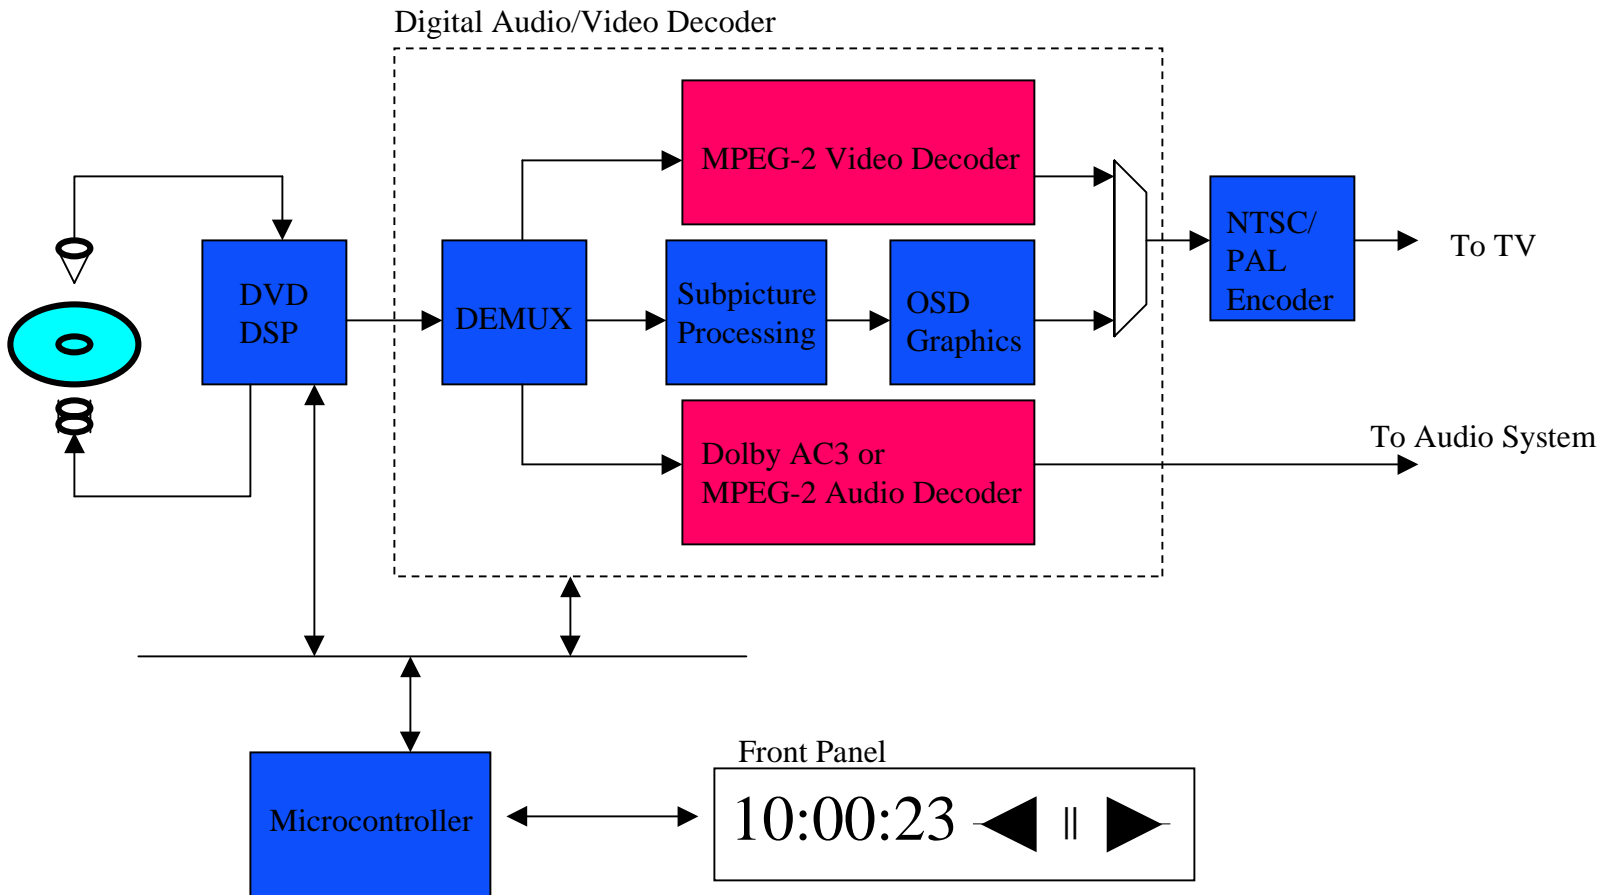 Digital Audio/Video Decoder
MPEG-2 Video Decoder
DVD
DSP
DEMUX
Subpicture
Processing
OSD
Graphics
NTSC/
PAL
Encoder
To TV
Dolby AC3 or
MPEG-2 Audio Decoder
To Audio System
Microcontroller
Front Panel
10:00:23